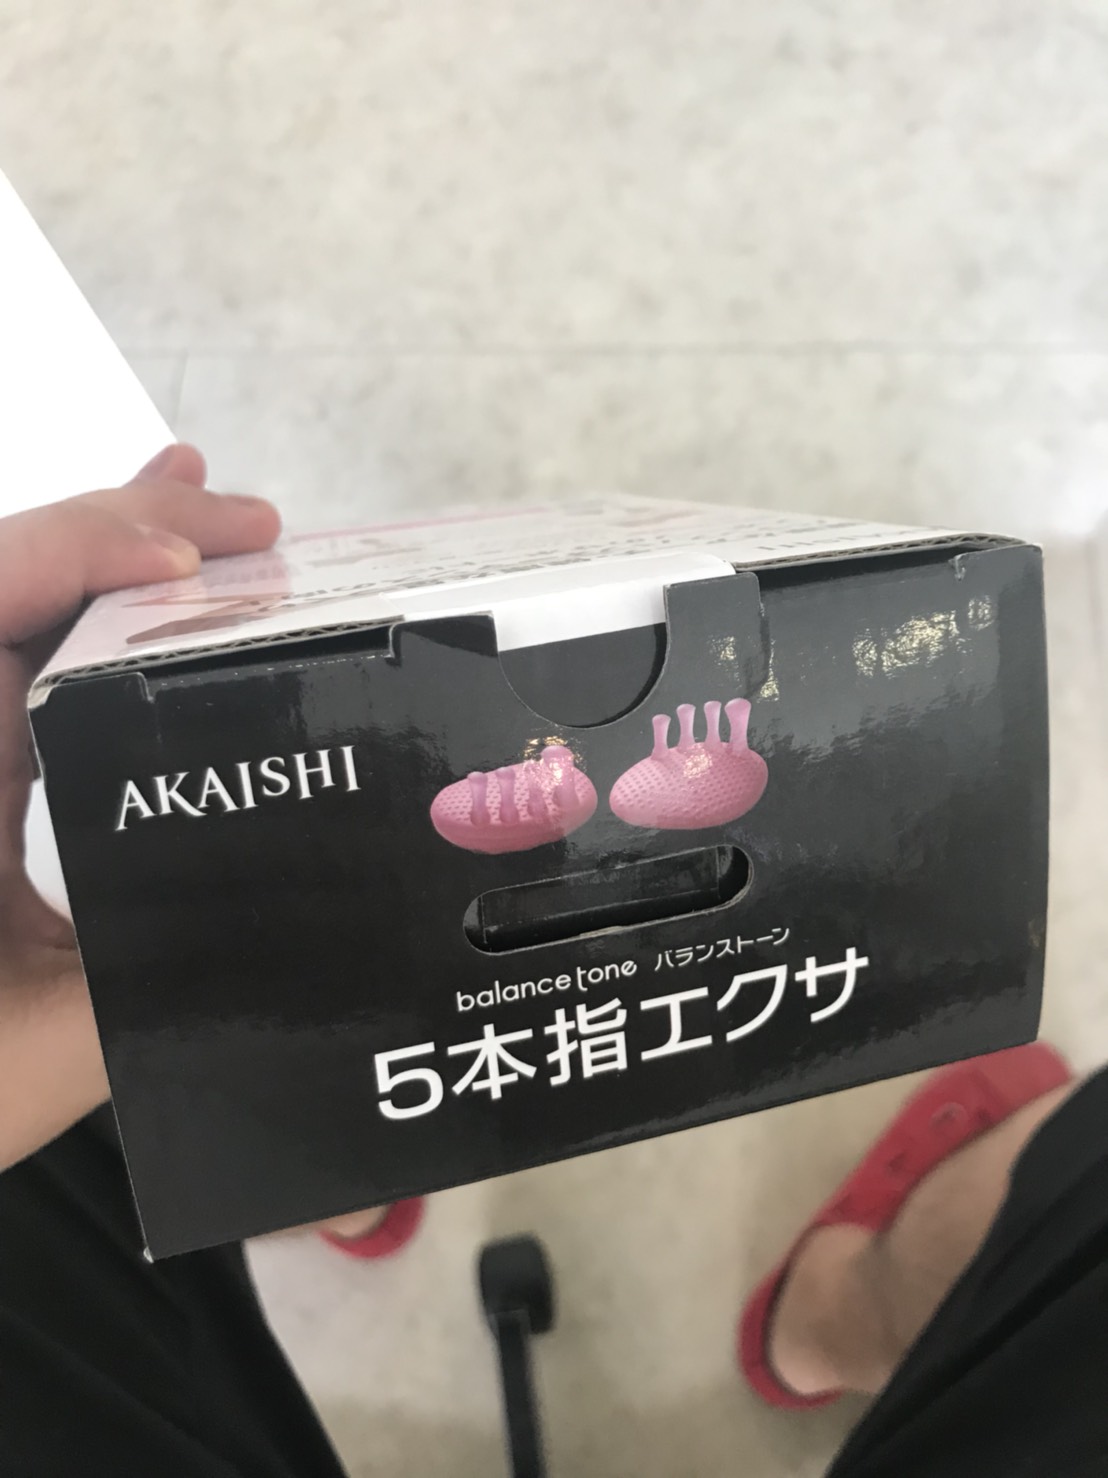 AKAISHI
balance tone バランストーン
5本指エクサ